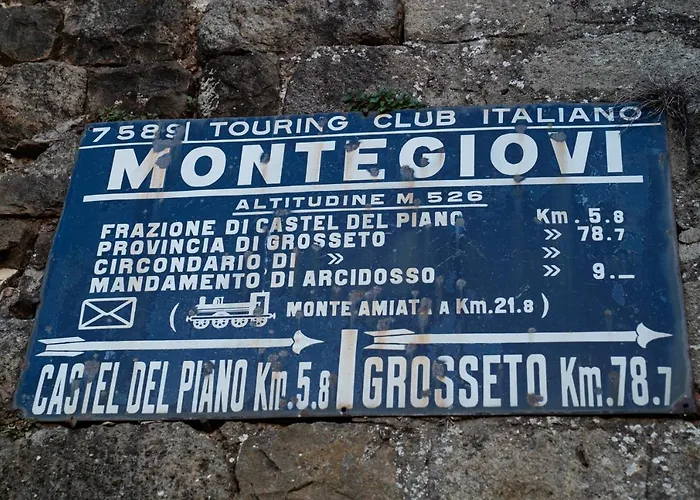 7589 TOURING CLUB ITALIANO
MONTEGIOVI
ALTITUDINE M 526
FRAZIONE DI CASTEL DEL PIANO Km. 5.8
PROVINCIA DI GROSSETO » 78.7
CIRCONDARIO DI » »
MANDAMENTO DI ARCIDOSSO » 9.—
( MONTE AMIATA A Km. 21.8 )
CASTEL DEL PIANO Km. 5.8 GROSSETO Km. 78.7